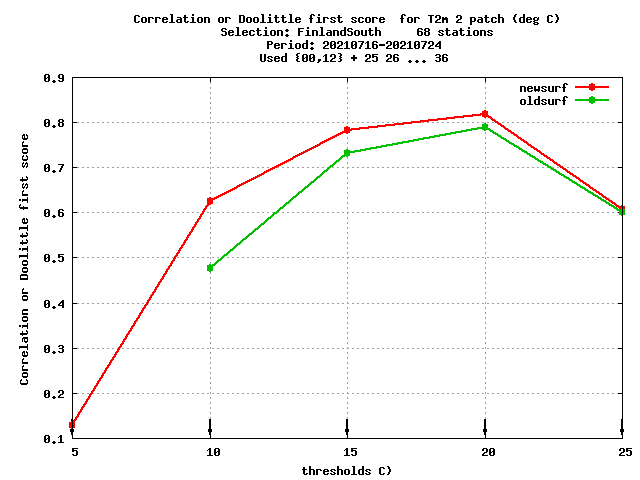 Correlation or Doolittle first score  for T2m 2 patch (deg C)
Selection: FinlandSouth     68 stations
Period: 20210716-20210724
Used {00,12} + 25 26 ... 36
newsurf
oldsurf
Correlation or Doolittle first score
0.9
0.8
0.7
0.6
0.5
0.4
0.3
0.2
0.1
5 10 15 20 25
thresholds C)